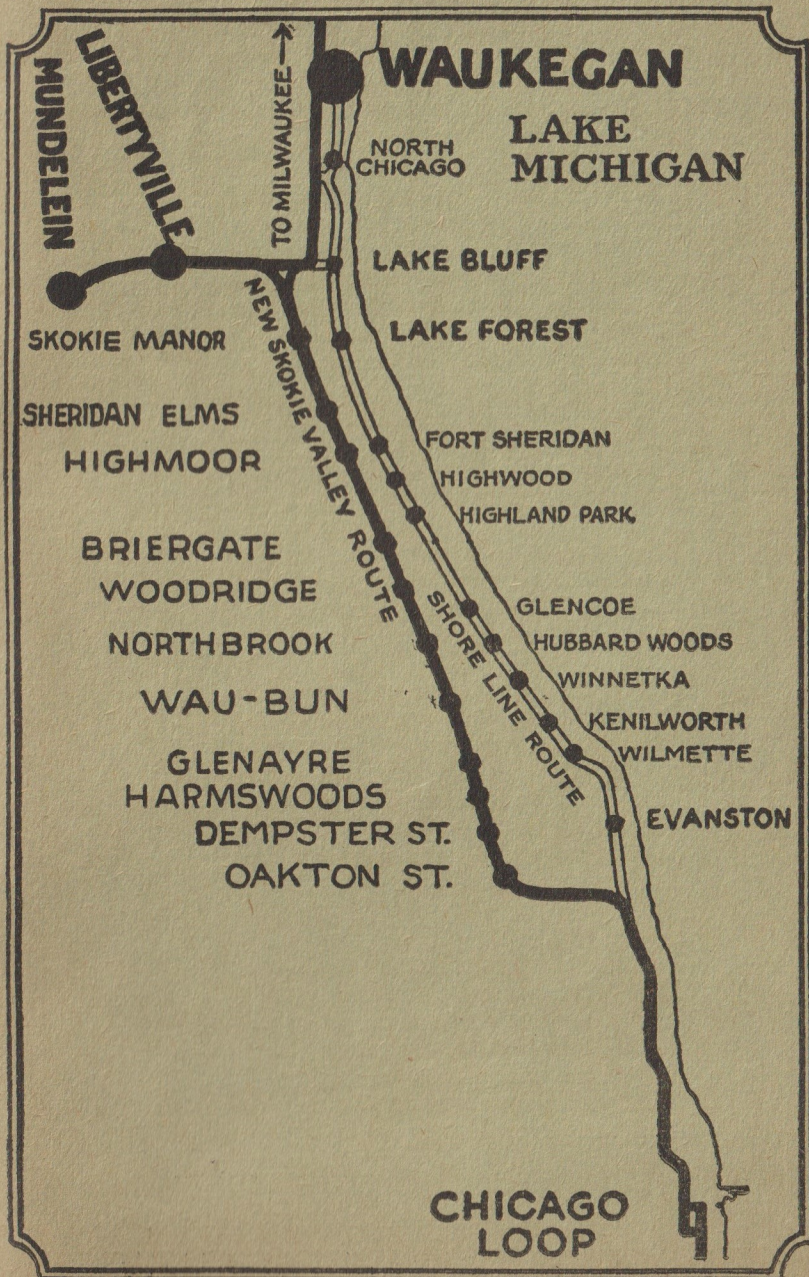 WAUKEGAN
LAKE
MICHIGAN
MUNDELEIN
LIBERTYVILLE
TO MILWAUKEE
NORTH
CHICAGO
LAKE BLUFF
LAKE FOREST
SKOKIE MANOR
SHERIDAN ELMS
HIGHMOOR
NEW SKOKIE VALLEY ROUTE
FORT SHERIDAN
HIGHWOOD
HIGHLAND PARK
BRIERGATE
WOODRIDGE
NORTHBROOK
WAU-BUN
GLENAYRE
HARMSWOODS
DEMPSTER ST.
OAKTON ST.
SHORE LINE ROUTE
GLENCOE
HUBBARD WOODS
WINNETKA
KENILWORTH
WILMETTE
EVANSTON
CHICAGO
LOOP